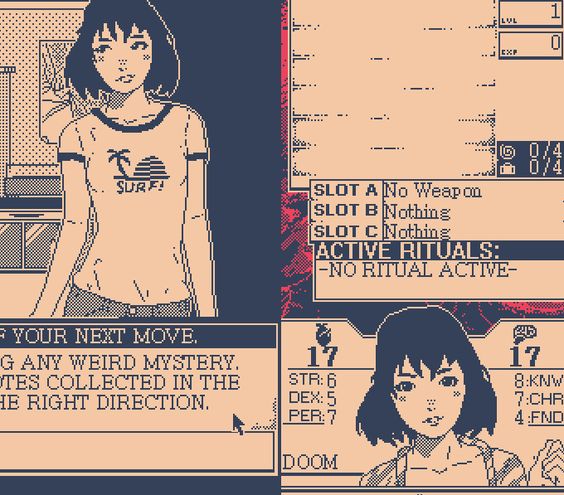 SURF!
F YOUR NEXT MOVE.
G ANY WEIRD MYSTERY.
OTES COLLECTED IN THE
HE RIGHT DIRECTION.
LVL 1
EXP 0
0/4
0/4
SLOT A No Weapon
SLOT B Nothing
SLOT C Nothing
ACTIVE RITUALS:
-NO RITUAL ACTIVE-
17
STR:6
DEX:5
PER:7
DOOM
17
8:KNW
7:CHR
4:FND